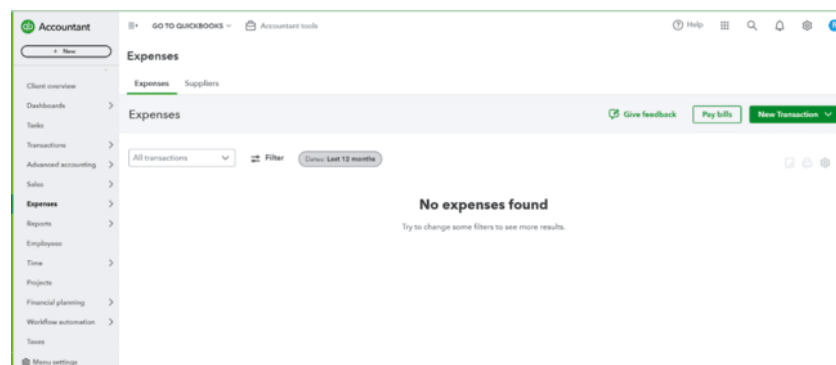 qb Accountant
GO TO QUICKBOOKS
Accountant tools
Help
+ New
Expenses
Expenses Suppliers
Client overview
Dashboards
Tasks
Transactions
Advanced accounting
Sales
Expenses
Reports
Employees
Time
Projects
Financial planning
Workflow automation
Taxes
Menu settings
Expenses
Give feedback
Pay bills
New Transaction
All transactions
Filter
Dates: Last 12 months
No expenses found
Try to change some filters to see more results.